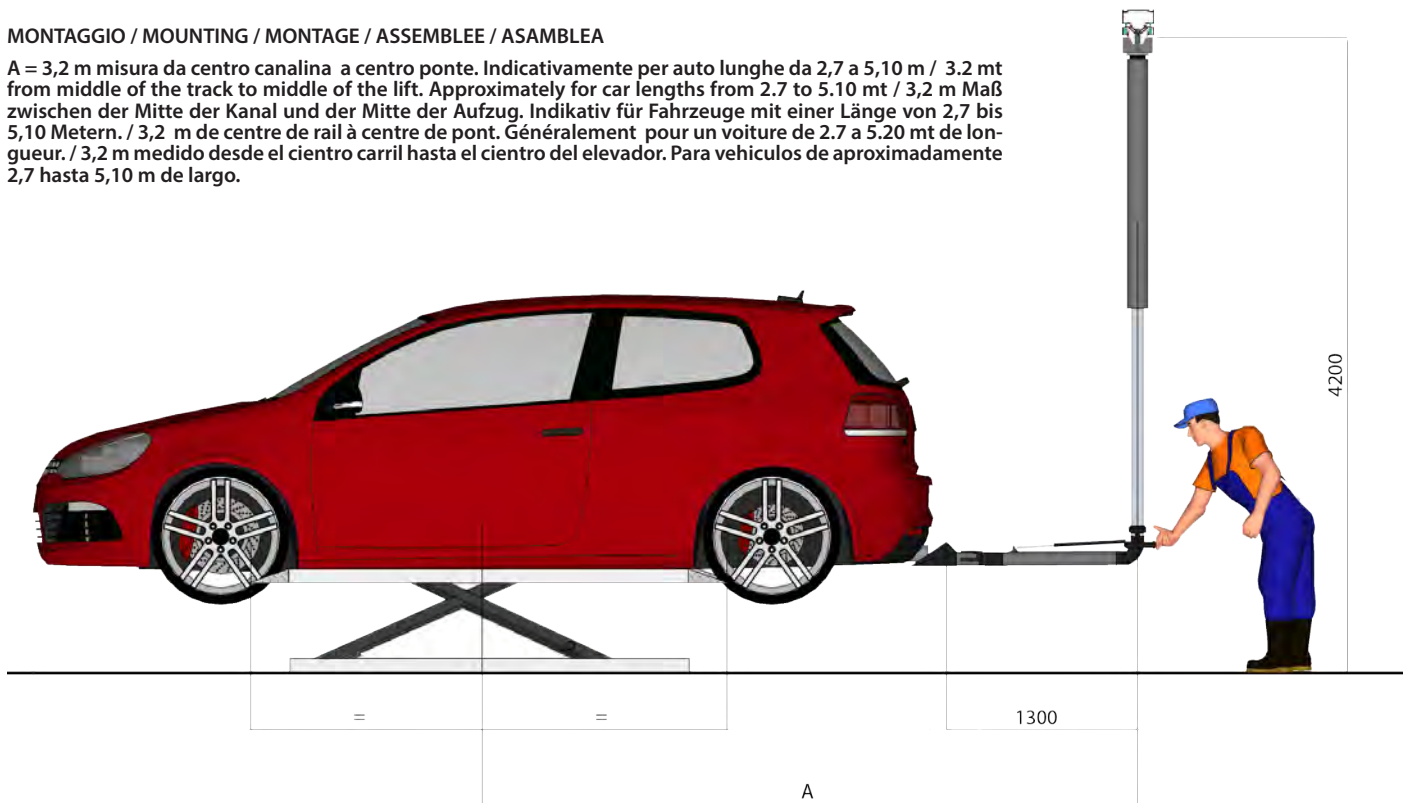 MONTAGGIO / MOUNTING / MONTAGE / ASSEMBLEE / ASAMBLEA
A = 3,2 m misura da centro canalina a centro ponte. Indicativamente per auto lunghe da 2,7 a 5,10 m / 3.2 mt
from middle of the track to middle of the lift. Approximately for car lengths from 2.7 to 5.10 mt / 3,2 m Maß
zwischen der Mitte der Kanal und der Mitte der Aufzug. Indikativ für Fahrzeuge mit einer Länge von 2,7 bis
5,10 Metern. / 3,2 m de centre de rail à centre de pont. Généralement pour un voiture de 2.7 a 5.20 mt de lon-
gueur. / 3,2 m medido desde el cientro carril hasta el cientro del elevador. Para vehiculos de aproximadamente
2,7 hasta 5,10 m de largo.
4200
= =
1300
A